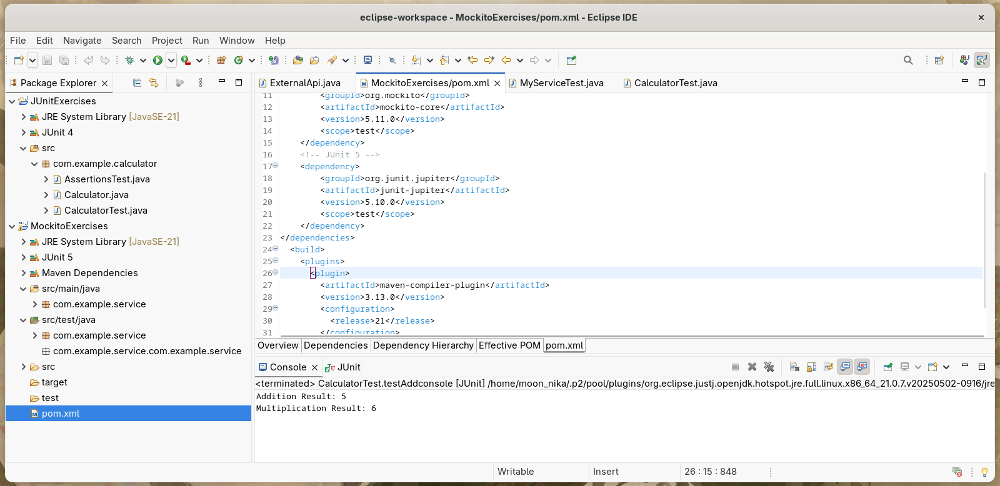 eclipse-workspace - MockitoExercises/pom.xml - Eclipse IDE
File Edit Navigate Search Project Run Window Help
Package Explorer
JUnitExercises
JRE System Library [JavaSE-21]
JUnit 4
src
com.example.calculator
AssertionsTest.java
Calculator.java
CalculatorTest.java
MockitoExercises
JRE System Library [JavaSE-21]
JUnit 5
Maven Dependencies
src/main/java
com.example.service
src/test/java
com.example.service
com.example.service.com.example.service
src
target
test
pom.xml
ExternalApi.java MockitoExercises/pom.xml MyServiceTest.java CalculatorTest.java
11 <groupId>org.mockito</groupId>
12 <artifactId>mockito-core</artifactId>
13 <version>5.11.0</version>
14 <scope>test</scope>
15 </dependency>
16 <!-- JUnit 5 -->
17 <dependency>
18 <groupId>org.junit.jupiter</groupId>
19 <artifactId>junit-jupiter</artifactId>
20 <version>5.10.0</version>
21 <scope>test</scope>
22 </dependency>
23 </dependencies>
24 <build>
25 <plugins>
26 <plugin>
27 <artifactId>maven-compiler-plugin</artifactId>
28 <version>3.13.0</version>
29 <configuration>
30 <release>21</release>
31 </configuration>
Overview Dependencies Dependency Hierarchy Effective POM pom.xml
Console JUnit
<terminated> CalculatorTest.testAddconsole [JUnit] /home/moon_nika/.p2/pool/plugins/org.eclipse.justj.openjdk.hotspot.jre.full.linux.x86_64_21.0.7.v20250502-0916/jre
Addition Result: 5
Multiplication Result: 6
Writable Insert 26 : 15 : 848